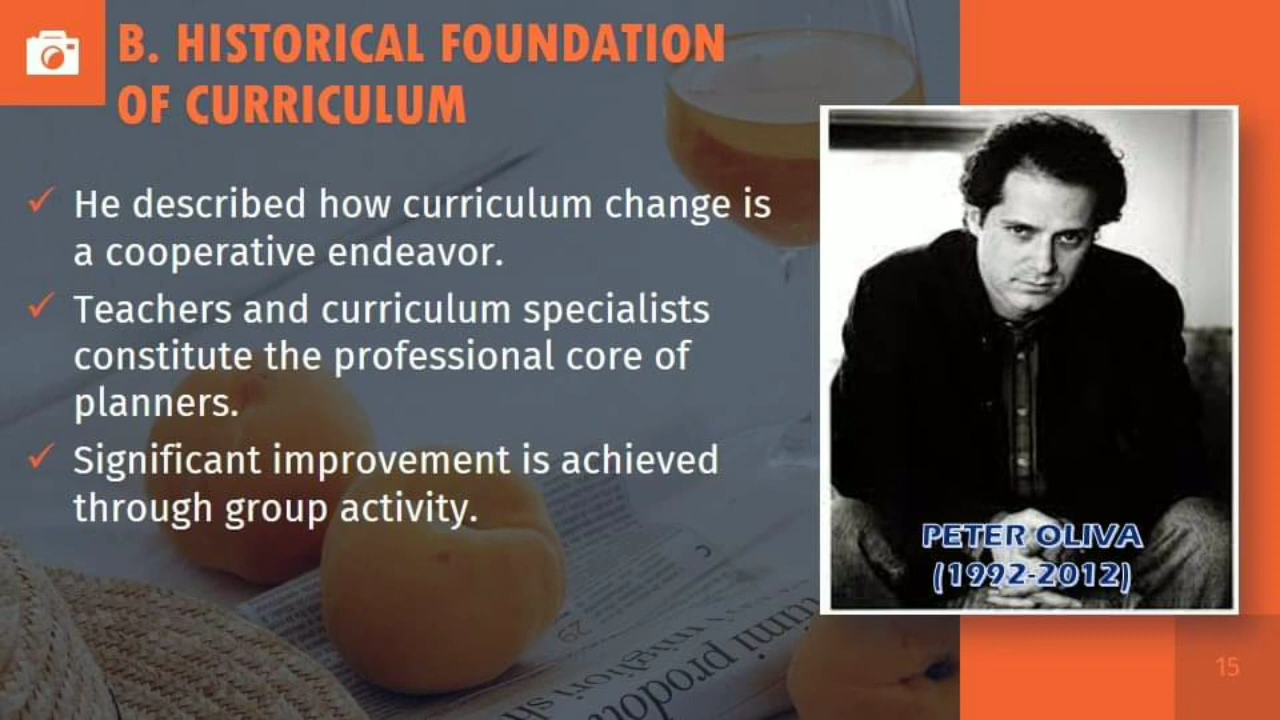 B. HISTORICAL FOUNDATION
OF CURRICULUM
He described how curriculum change is
a cooperative endeavor.
Teachers and curriculum specialists
constitute the professional core of
planners.
Significant improvement is achieved
through group activity.
PETER OLIVA
(1992-2012)
15